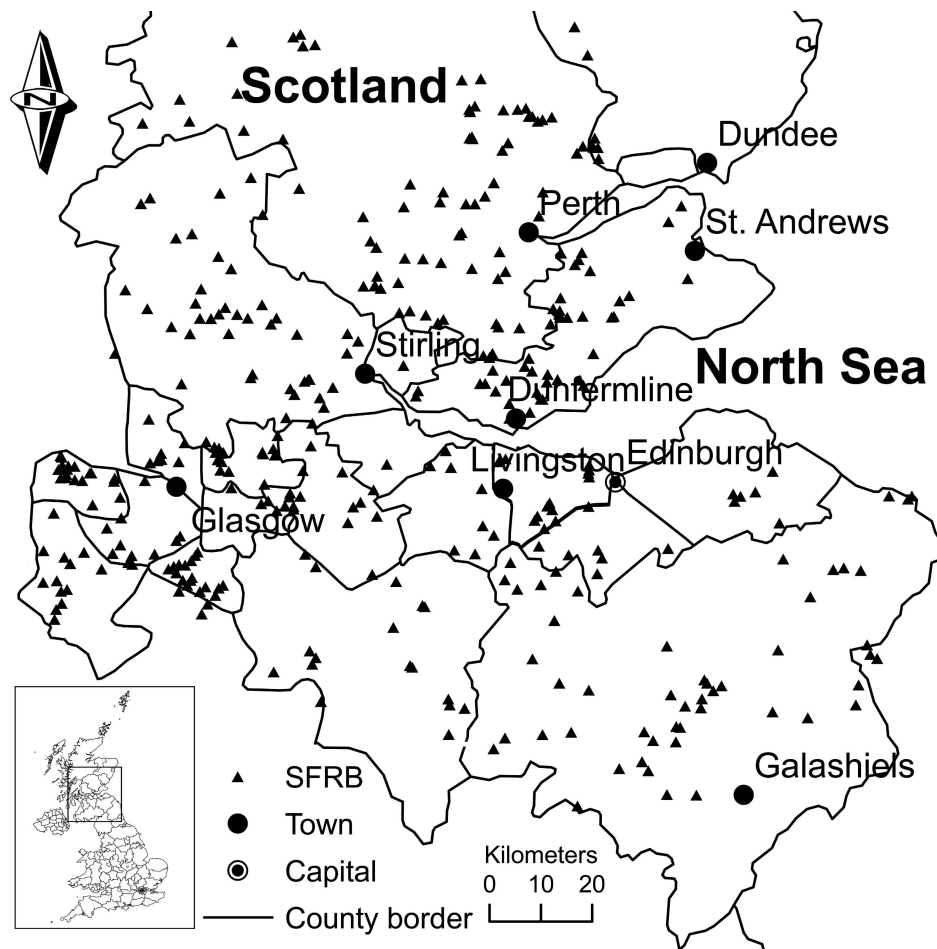 Scotland
N
Dundee
Perth
St. Andrews
Stirling
North Sea
Dunfermline
Livingston
Edinburgh
Glasgow
Galashiels
SFRB
Town
Capital
County border
Kilometers
0 10 20